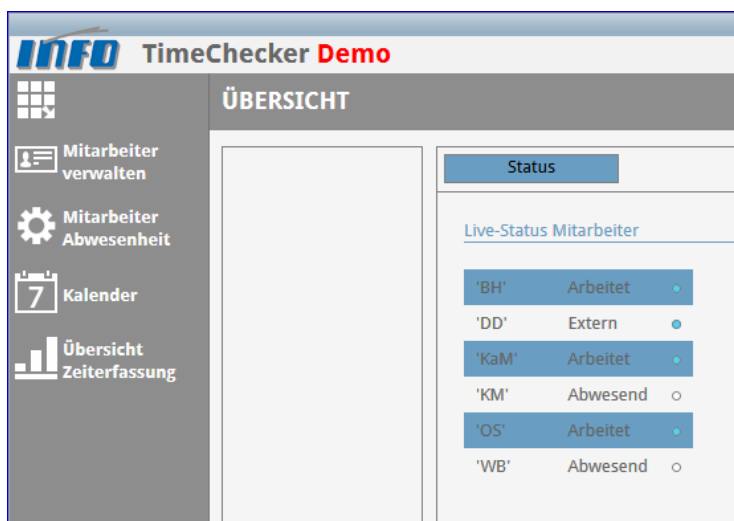 INFO TimeChecker Demo
ÜBERSICHT
Mitarbeiter
verwalten
Mitarbeiter
Abwesenheit
7 Kalender
Übersicht
Zeiterfassung
Status
Live-Status Mitarbeiter
'BH' Arbeitet
'DD' Extern
'KaM' Arbeitet
'KM' Abwesend
'OS' Arbeitet
'WB' Abwesend